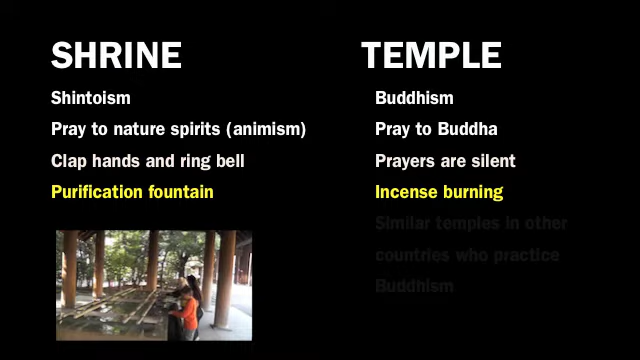 SHRINE
Shintoism
Pray to nature spirits (animism)
Clap hands and ring bell
Purification fountain
TEMPLE
Buddhism
Pray to Buddha
Prayers are silent
Incense burning
Similar temples in other
countries who practice
Buddhism